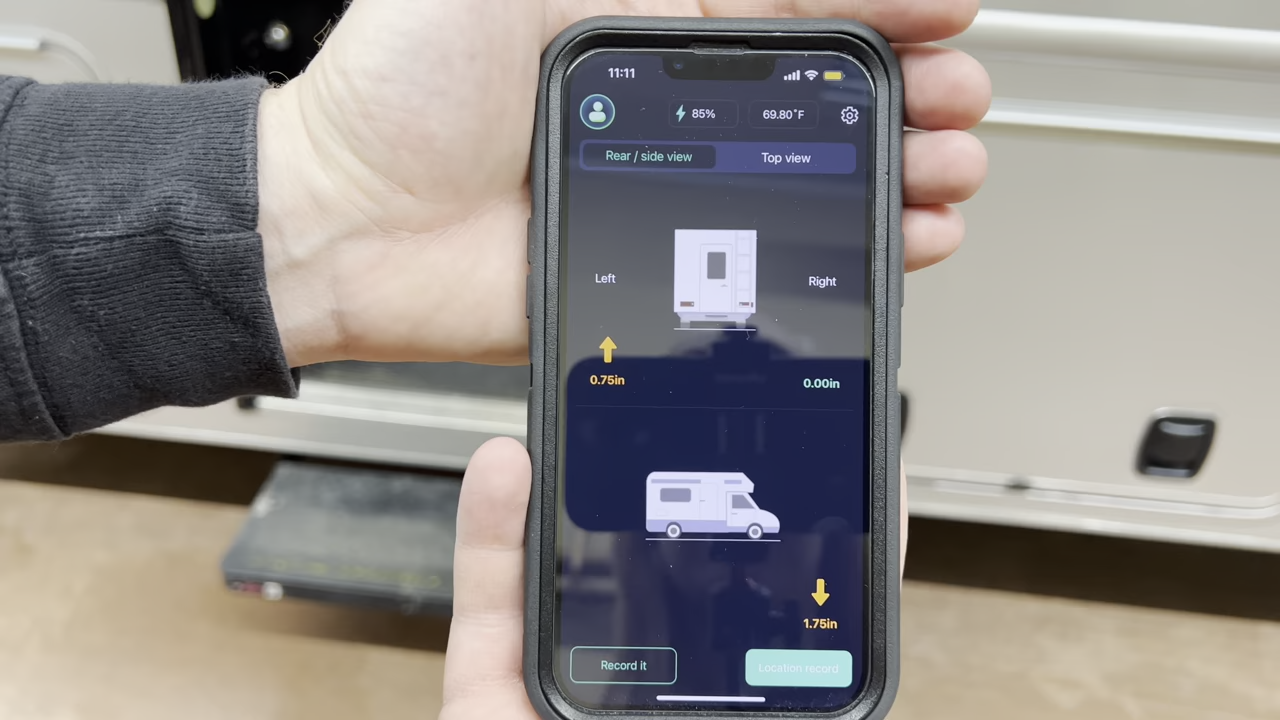 11:11
85%
69.80°F
Rear / side view
Top view
Left
Right
0.75in
0.00in
1.75in
Record it
Location record